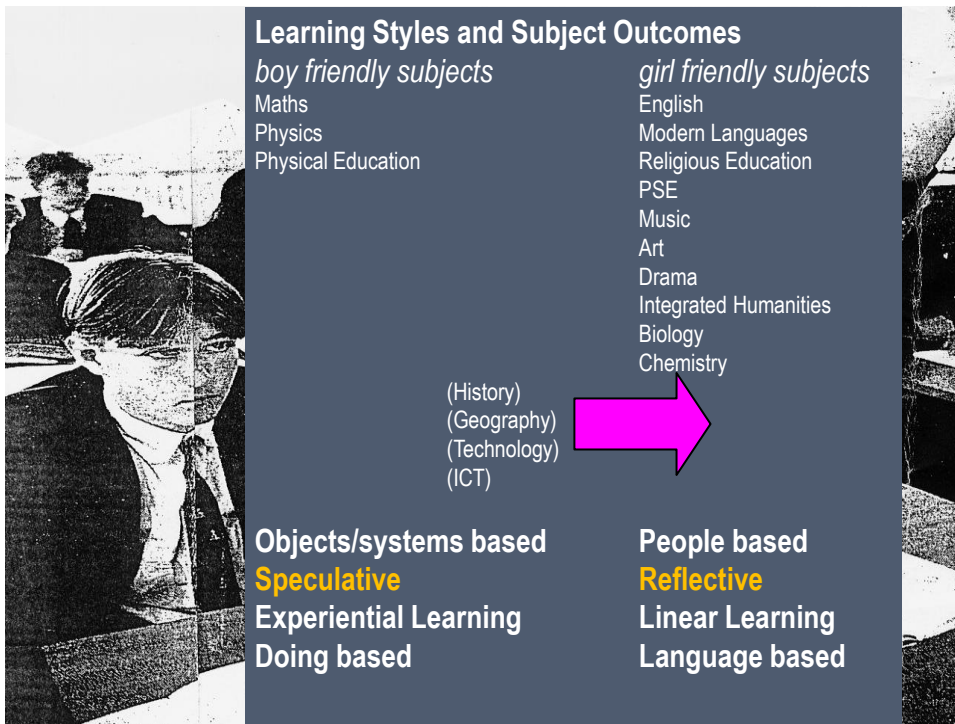 Learning Styles and Subject Outcomes
boy friendly subjects
Maths
Physics
Physical Education
girl friendly subjects
English
Modern Languages
Religious Education
PSE
Music
Art
Drama
Integrated Humanities
Biology
Chemistry
(History)
(Geography)
(Technology)
(ICT)
Objects/systems based
Speculative
Experiential Learning
Doing based
People based
Reflective
Linear Learning
Language based